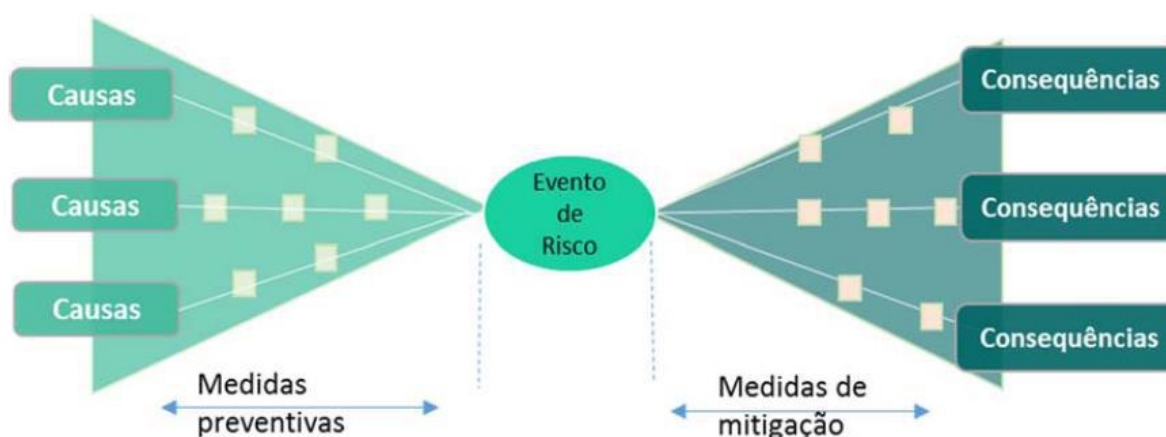 Causas
Causas
Causas
Evento
de
Risco
Consequências
Consequências
Consequências
Medidas
preventivas
Medidas de
mitigação